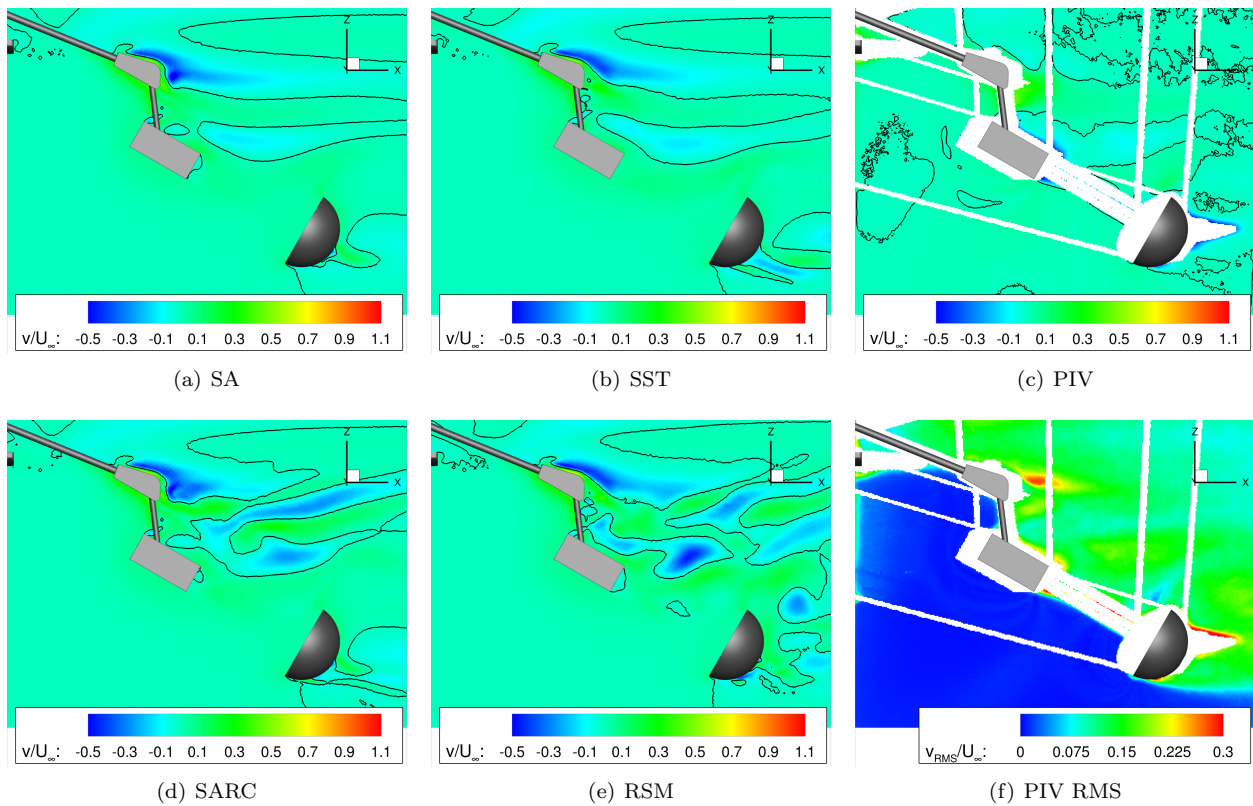 Z
X
v/U∞: -0.5 -0.3 -0.1 0.1 0.3 0.5 0.7 0.9 1.1
(a) SA
Z
X
v/U∞: -0.5 -0.3 -0.1 0.1 0.3 0.5 0.7 0.9 1.1
(b) SST
Z
X
v/U∞: -0.5 -0.3 -0.1 0.1 0.3 0.5 0.7 0.9 1.1
(c) PIV
Z
X
v/U∞: -0.5 -0.3 -0.1 0.1 0.3 0.5 0.7 0.9 1.1
(d) SARC
Z
X
v/U∞: -0.5 -0.3 -0.1 0.1 0.3 0.5 0.7 0.9 1.1
(e) RSM
Z
X
vRMS/U∞: 0 0.075 0.15 0.225 0.3
(f) PIV RMS